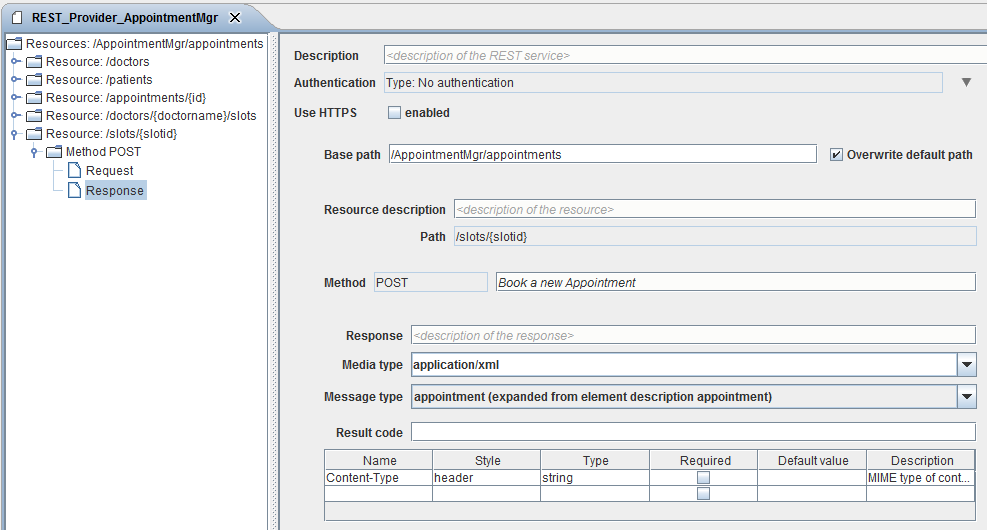 REST_Provider_AppointmentMgr
Resources: /AppointmentMgr/appointments
Resource: /doctors
Resource: /patients
Resource: /appointments/{id}
Resource: /doctors/{doctorname}/slots
Resource: /slots/{slotid}
Method POST
Request
Response
Description <description of the REST service>
Authentication Type: No authentication
Use HTTPS enabled
Base path /AppointmentMgr/appointments Overwrite default path
Resource description <description of the resource>
Path /slots/{slotid}
Method POST Book a new Appointment
Response <description of the response>
Media type application/xml
Message type appointment (expanded from element description appointment)
Result code
Name Style Type Required Default value Description
Content-Type header string MIME type of cont...